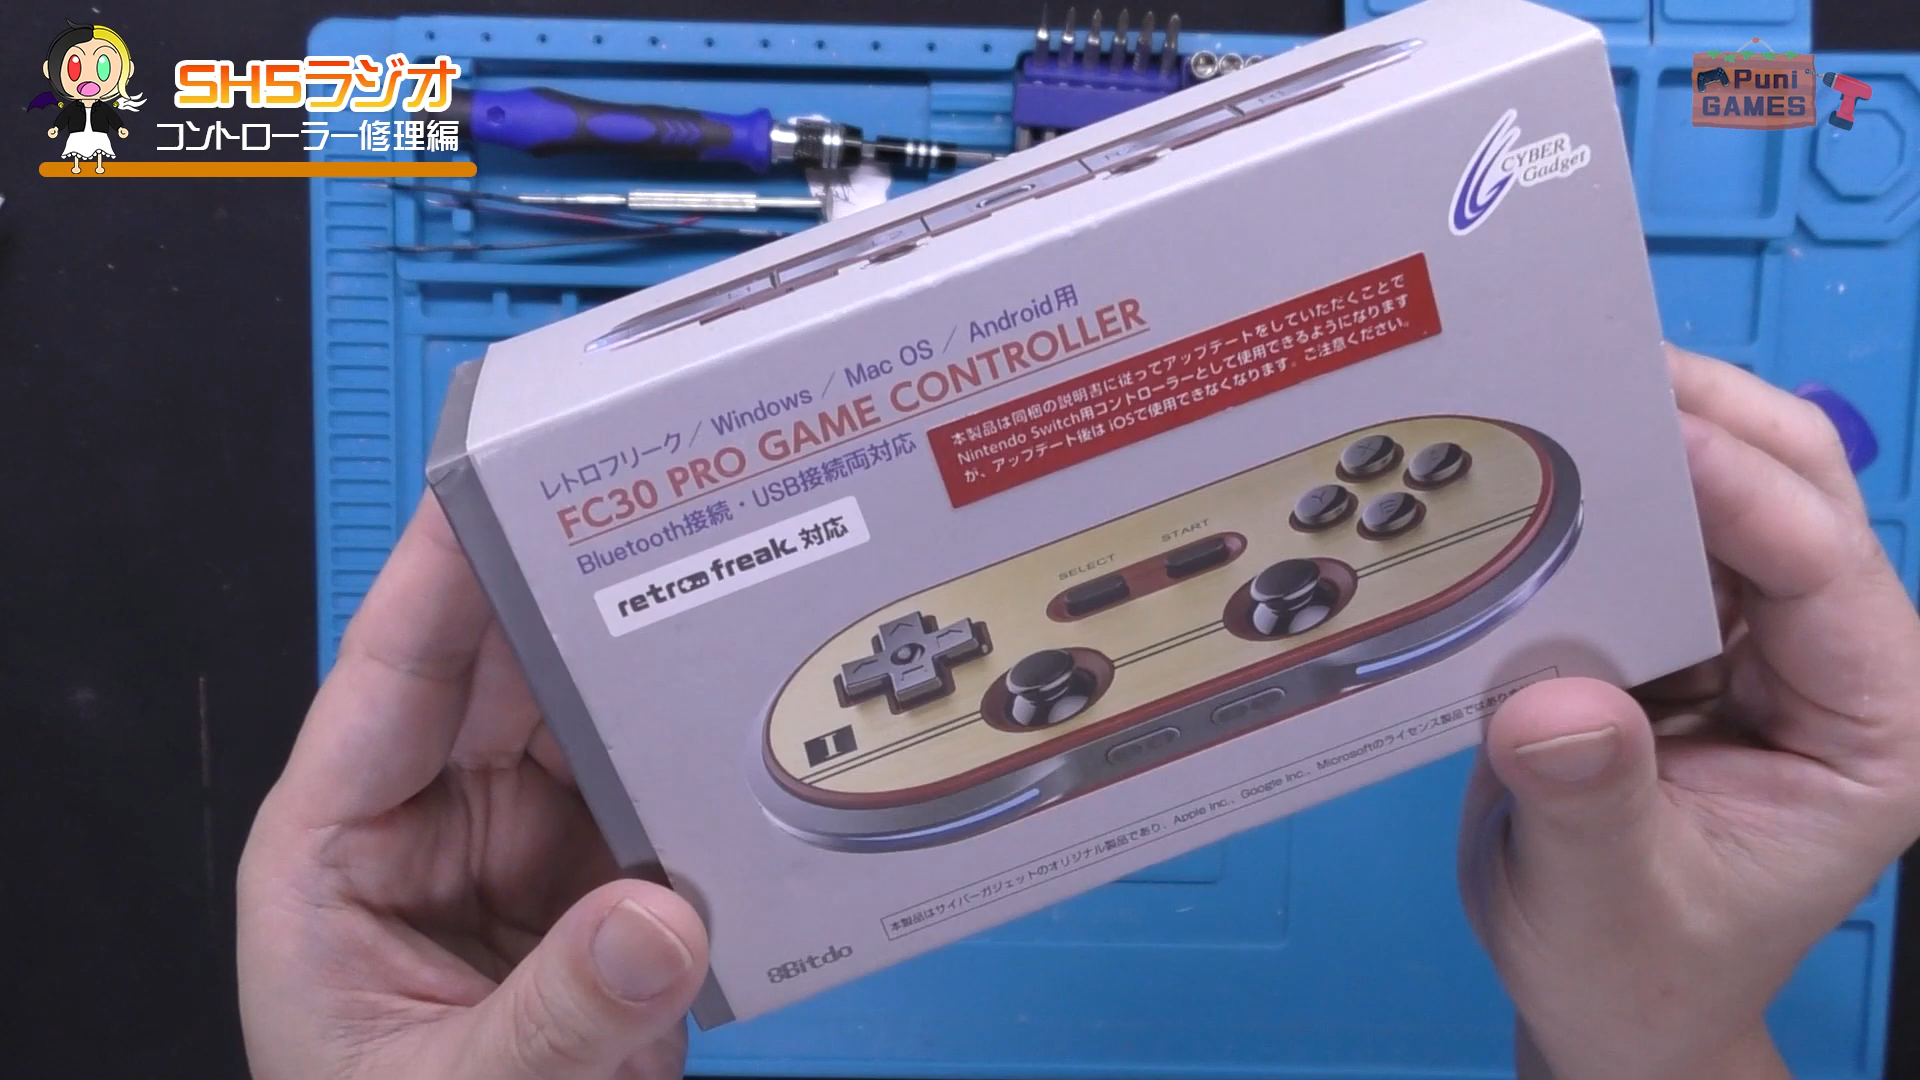 SHSラジオ
コントローラー修理編
Puni
GAMES
CYBER
Gadget
レトロフリーク / Windows / Mac OS / Android用
FC30 PRO GAME CONTROLLER
Bluetooth接続・USB接続両対応
retro freak 対応
本製品は同梱の説明書に従ってアップデートをしていただくことで
Nintendo Switch用コントローラーとして使用できるようになります
が、アップデート後は iOSで使用できなくなります。ご注意ください。
SELECT
START
X
Y
B
I
本製品はサイバーガジェットのオリジナル製品であり、Apple Inc.、Google Inc.、Microsoftのライセンス製品ではあり
8Bitdo